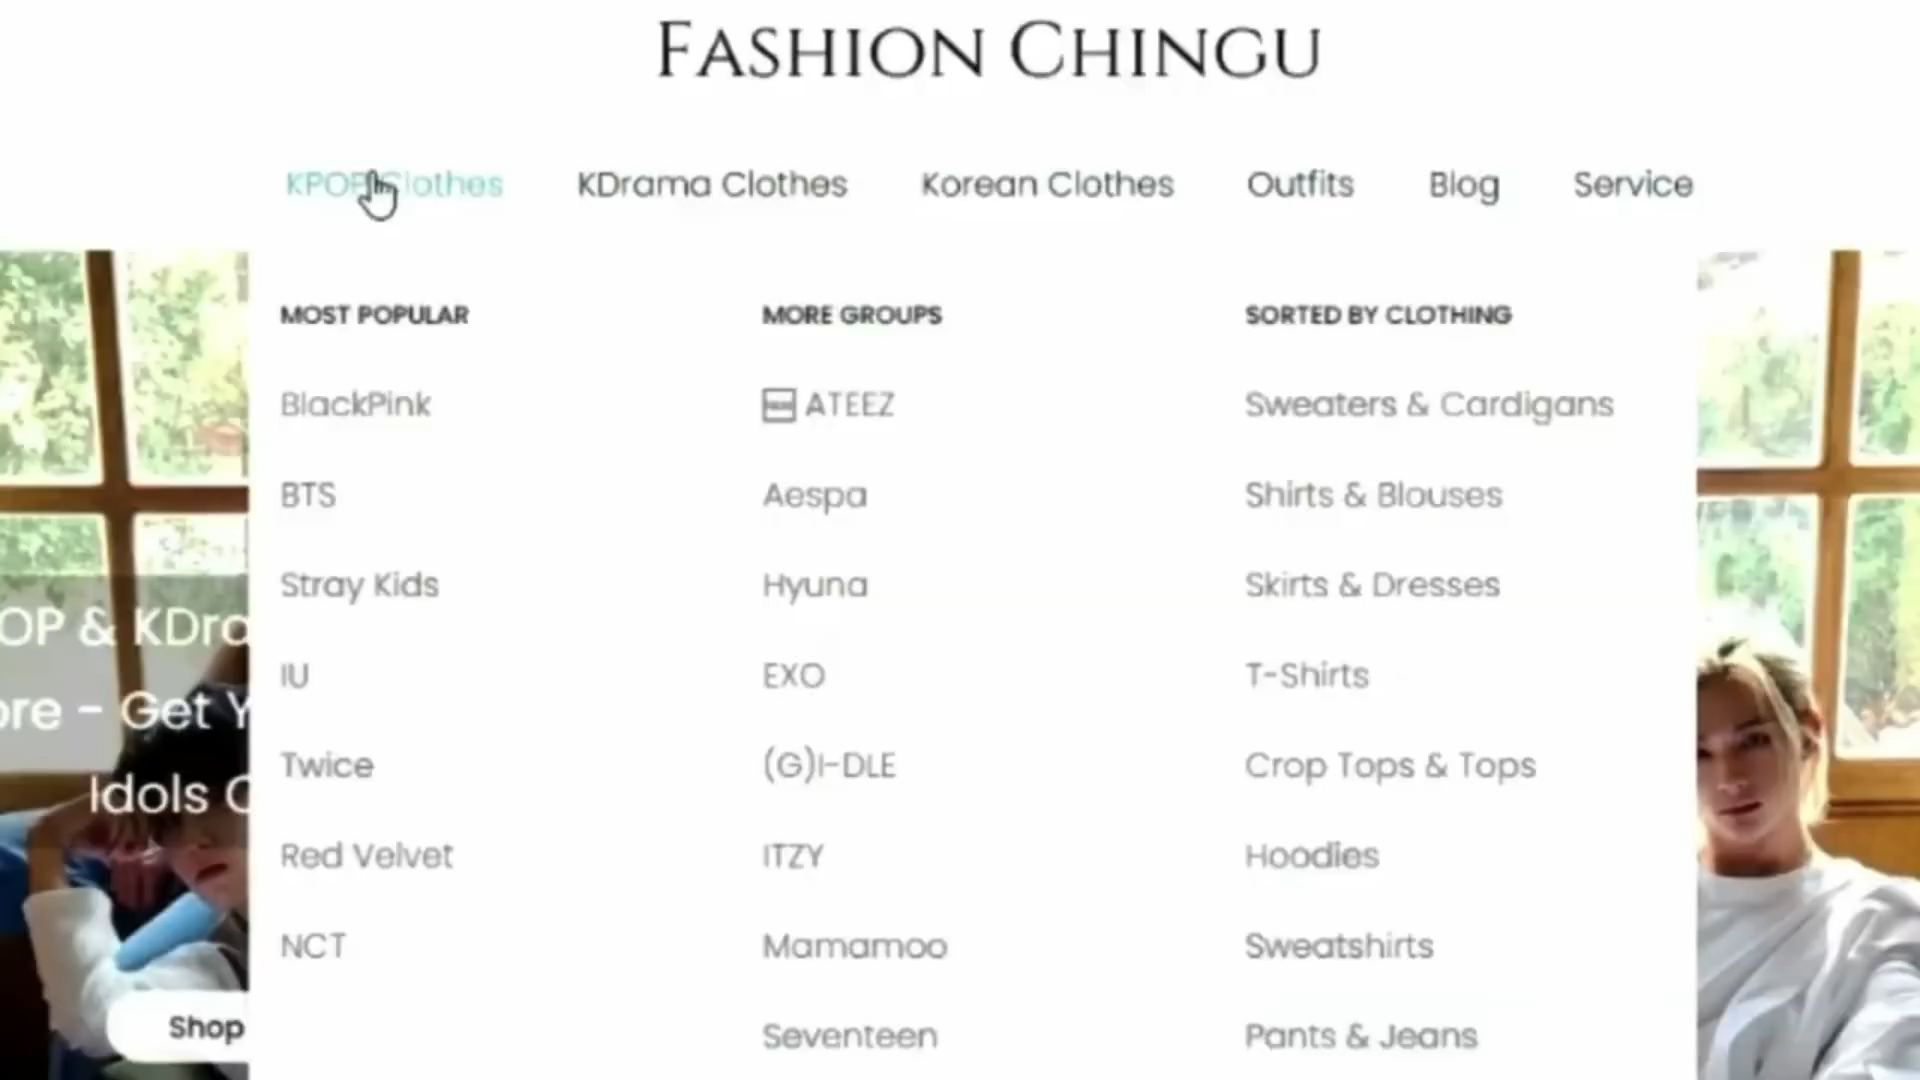 FASHION CHINGU
KPOP Clothes
KDrama Clothes
Korean Clothes
Outfits
Blog
Service
MOST POPULAR
BlackPink
BTS
Stray Kids
IU
Twice
Red Velvet
NCT
MORE GROUPS
ATEEZ
Aespa
Hyuna
EXO
(G)I-DLE
ITZY
Mamamoo
Seventeen
SORTED BY CLOTHING
Sweaters & Cardigans
Shirts & Blouses
Skirts & Dresses
T-Shirts
Crop Tops & Tops
Hoodies
Sweatshirts
Pants & Jeans
OP & KDra
ore - Get Y
Idols
Shop